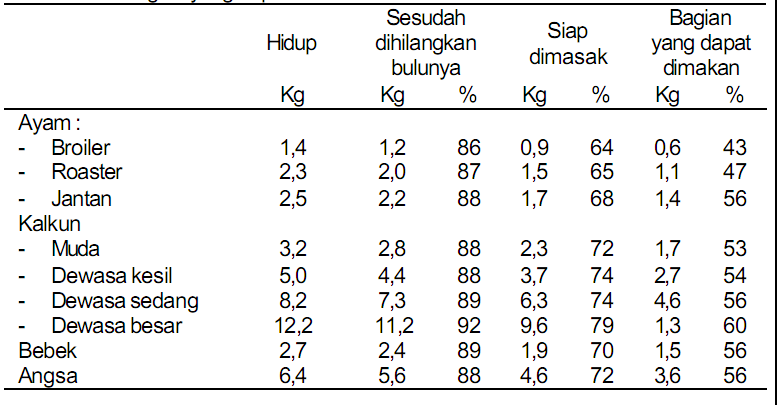 Hidup Sesudah dihilangkan bulunya Siap dimasak Bagian yang dapat dimakan
Kg Kg % Kg % Kg %
Ayam :
- Broiler 1,4 1,2 86 0,9 64 0,6 43
- Roaster 2,3 2,0 87 1,5 65 1,1 47
- Jantan 2,5 2,2 88 1,7 68 1,4 56
Kalkun
- Muda 3,2 2,8 88 2,3 72 1,7 53
- Dewasa kesil 5,0 4,4 88 3,7 74 2,7 54
- Dewasa sedang 8,2 7,3 89 6,3 74 4,6 56
- Dewasa besar 12,2 11,2 92 9,6 79 1,3 60
Bebek 2,7 2,4 89 1,9 70 1,5 56
Angsa 6,4 5,6 88 4,6 72 3,6 56